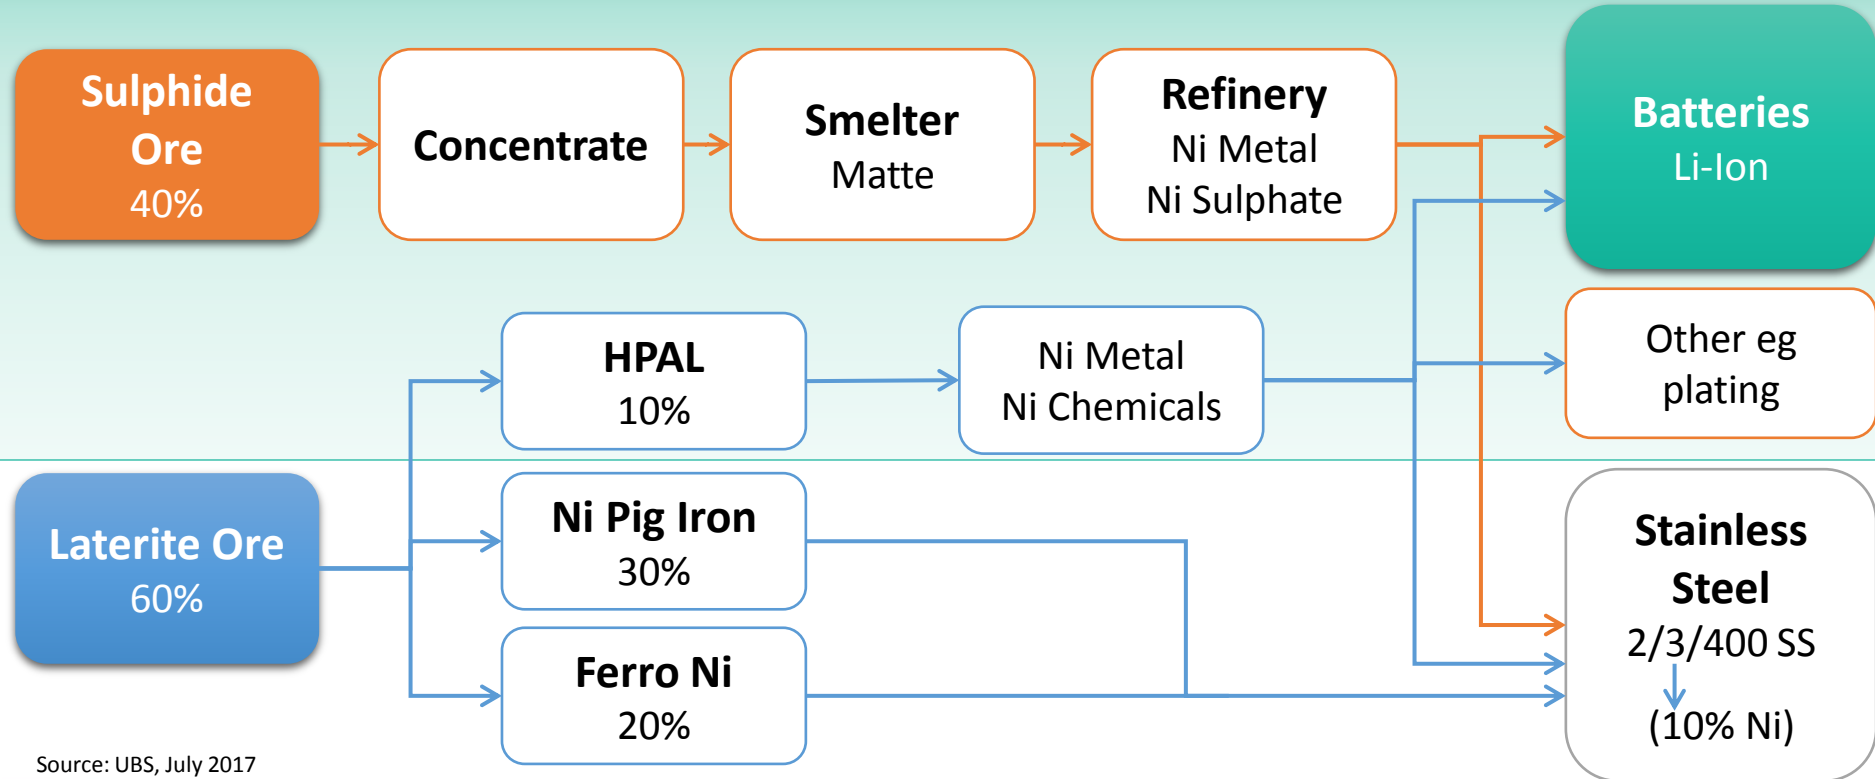 Sulphide
Ore
40%
Concentrate
Smelter
Matte
Refinery
Ni Metal
Ni Sulphate
Batteries
Li-Ion
HPAL
10%
Ni Metal
Ni Chemicals
Other eg
plating
Laterite Ore
60%
Ni Pig Iron
30%
Ferro Ni
20%
Stainless
Steel
2/3/400 SS
(10% Ni)
Source: UBS, July 2017